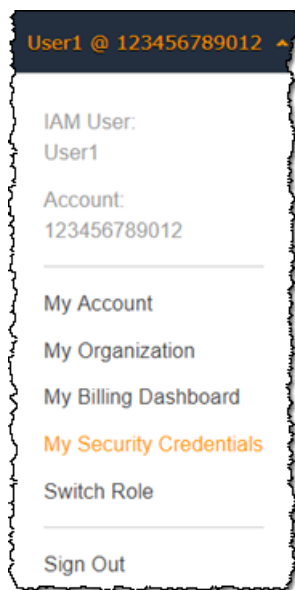 User1 @ 123456789012
IAM User:
User1
Account:
123456789012
My Account
My Organization
My Billing Dashboard
My Security Credentials
Switch Role
Sign Out